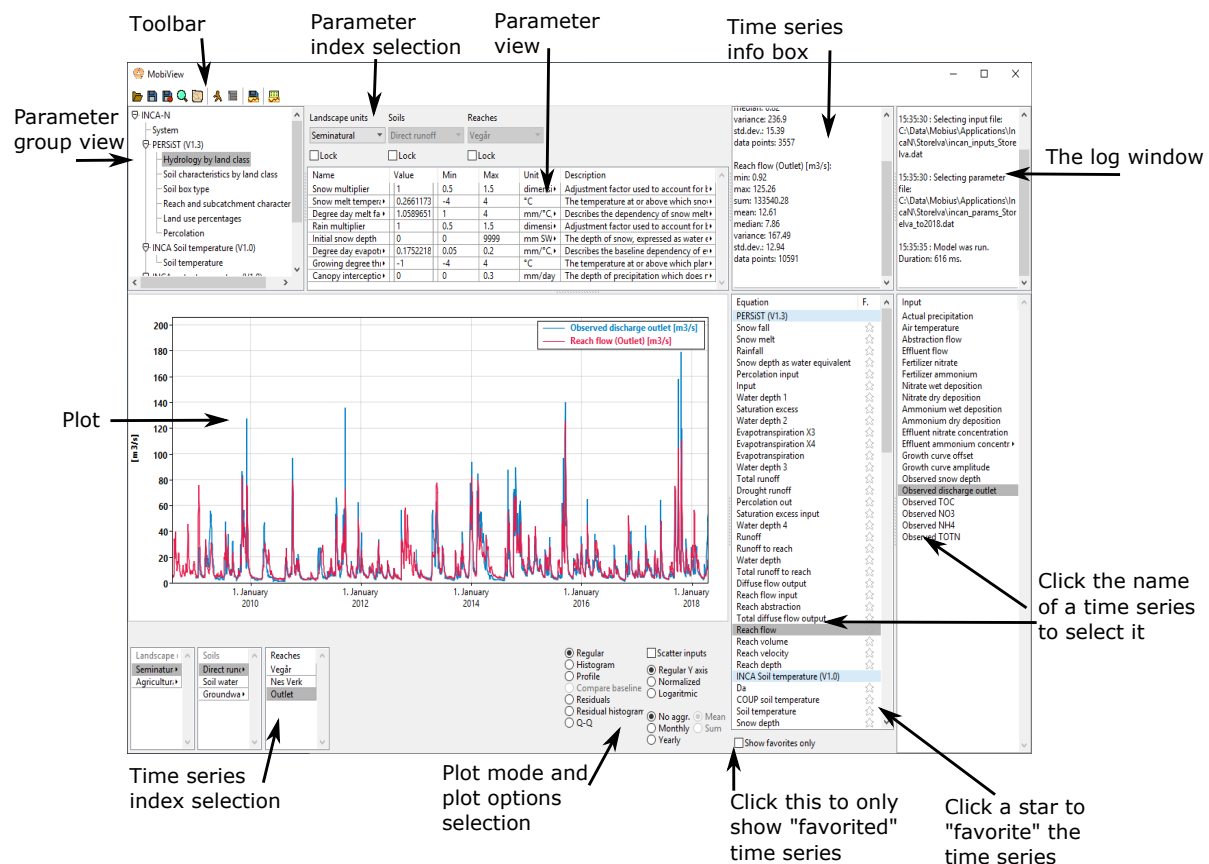 Toolbar
Parameter
index selection
Parameter
view
Time series
info box
Parameter
group view
The log window
Plot
Click the name
of a time series
to select it
Time series
index selection
Plot mode and
plot options
selection
Click this to only
show "favorited"
time series
Click a star to
"favorite" the
time series
MobiView
INCA-N
System
PERSiST (V1.3)
Hydrology by land class
Soil characteristics by land class
Soil box type
Reach and subcatchment character
Land use percentages
Percolation
INCA Soil temperature (V1.0)
Soil temperature
Landscape units Soils Reaches
Seminatural Direct runoff Vegår
Lock Lock Lock
Name Value Min Max Unit Description
Snow multiplier 1 0.5 1.5 dimensi Adjustment factor used to account for
Snow melt tempera 0.2661173 -4 4 °C The temperature at or above which snov
Degree day melt fa 1.0589651 1 4 mm/°C, Describes the dependency of snow melt
Rain multiplier 1 0.5 1.5 dimensi Adjustment factor used to account for
Initial snow depth 0 0 9999 mm SW The depth of snow, expressed as water
Degree day evapoti 0.1752218 0.05 0.2 mm/°C, Describes the baseline dependency of
Growing degree thr -1 -4 4 °C The temperature at or above which plan
Canopy interceptio 0 0 0.3 mm/day The depth of precipitation which does
median: 6.62
variance: 236.9
std.dev.: 15.39
data points: 3557
Reach flow (Outlet) [m3/s]:
min: 0.92
max: 125.26
sum: 133540.28
mean: 12.61
median: 7.86
variance: 167.49
std.dev.: 12.94
data points: 10591
15:35:30 : Selecting input file:
C:\Data\Mobius\Applications\In
caN\Storelva\incan_inputs_Store
lva.dat
15:35:30 : Selecting parameter
file:
C:\Data\Mobius\Applications\In
caN\Storelva\incan_params_Stor
elva_to2018.dat
15:35:35 : Model was run.
Duration: 616 ms.
Observed discharge outlet [m3/s]
Reach flow (Outlet) [m3/s]
[m3/s]
200
180
160
140
120
100
80
60
40
20
0
1. January 1. January 1. January 1. January 1. January
2010 2012 2014 2016 2018
Equation F.
PERSiST (V1.3)
Snow fall
Snow melt
Rainfall
Snow depth as water equivalent
Percolation input
Input
Water depth 1
Saturation excess
Water depth 2
Evapotranspiration X3
Evapotranspiration X4
Evapotranspiration
Water depth 3
Total runoff
Drought runoff
Percolation out
Saturation excess input
Water depth 4
Runoff
Runoff to reach
Water depth
Total runoff to reach
Diffuse flow output
Reach flow input
Reach abstraction
Total diffuse flow output
Reach flow
Reach volume
Reach velocity
Reach depth
INCA Soil temperature (V1.0)
Da
COUP soil temperature
Soil temperature
Snow depth
Show favorites only
Input
Actual precipitation
Air temperature
Abstraction flow
Effluent flow
Fertilizer nitrate
Fertilizer ammonium
Nitrate wet deposition
Nitrate dry deposition
Ammonium wet deposition
Ammonium dry deposition
Effluent nitrate concentration
Effluent ammonium concentr
Growth curve offset
Growth curve amplitude
Observed snow depth
Observed discharge outlet
Observed TOC
Observed NO3
Observed NH4
Observed TOTN
Landscape Soils Reaches
Seminatur Direct runo Vegår
Agricultur Soil water Nes Verk
Groundwa Outlet
Regular
Histogram
Profile
Compare baseline
Residuals
Residual histogram
Q-Q
Scatter inputs
Regular Y axis
Normalized
Logaritmic
No aggr. Mean
Monthly Sum
Yearly